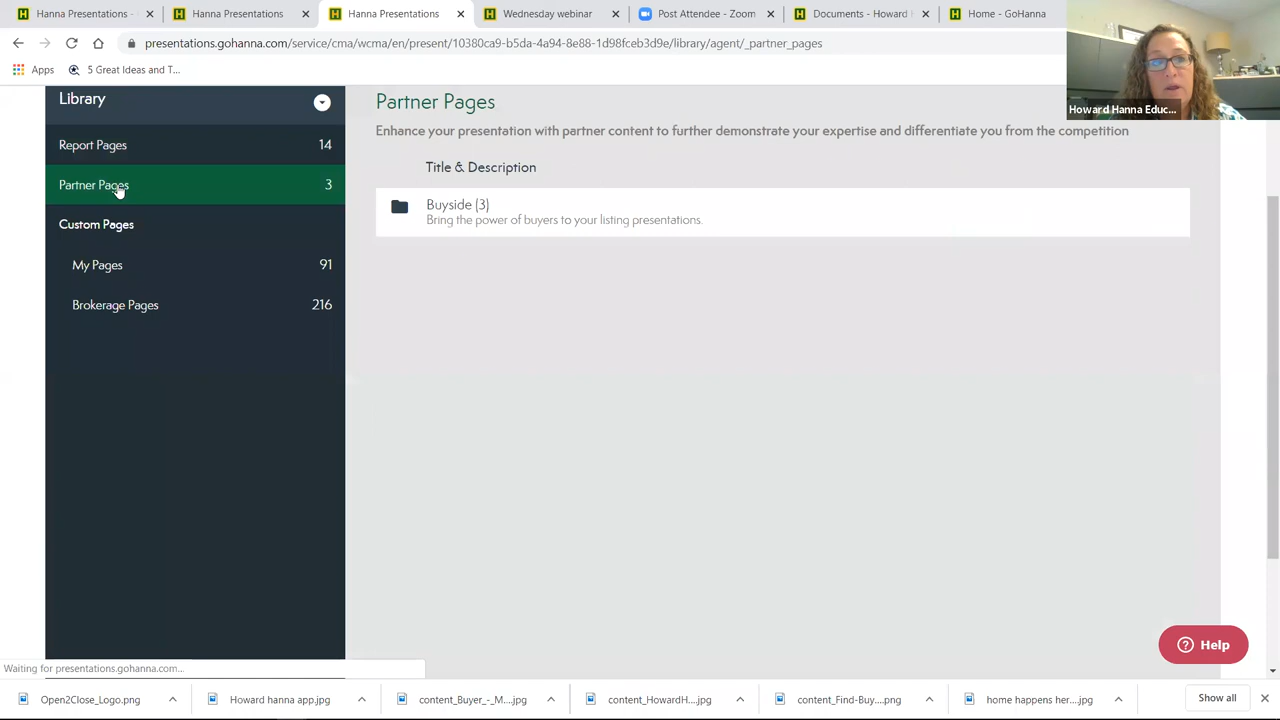 Hanna Presentations -
Hanna Presentations
Hanna Presentations
Wednesday webinar
Post Attendee - Zoom
Documents - Howard H
Home - GoHanna
presentations.gohanna.com/service/cma/wcma/en/present/10380ca9-b5da-4a94-8e88-1d98fceb3d9e/library/agent/_partner_pages
Apps
5 Great Ideas and T...
Howard Hanna Educ...
Library
Report Pages 14
Partner Pages 3
Custom Pages
My Pages 91
Brokerage Pages 216
Partner Pages
Enhance your presentation with partner content to further demonstrate your expertise and differentiate you from the competition
Title & Description
Buyside (3)
Bring the power of buyers to your listing presentations.
Help
Waiting for presentations.gohanna.com...
Open2Close_Logo.png
Howard hanna app.jpg
content_Buyer_-_M....jpg
content_HowardH....jpg
content_Find-Buy....png
home happens her....jpg
Show all